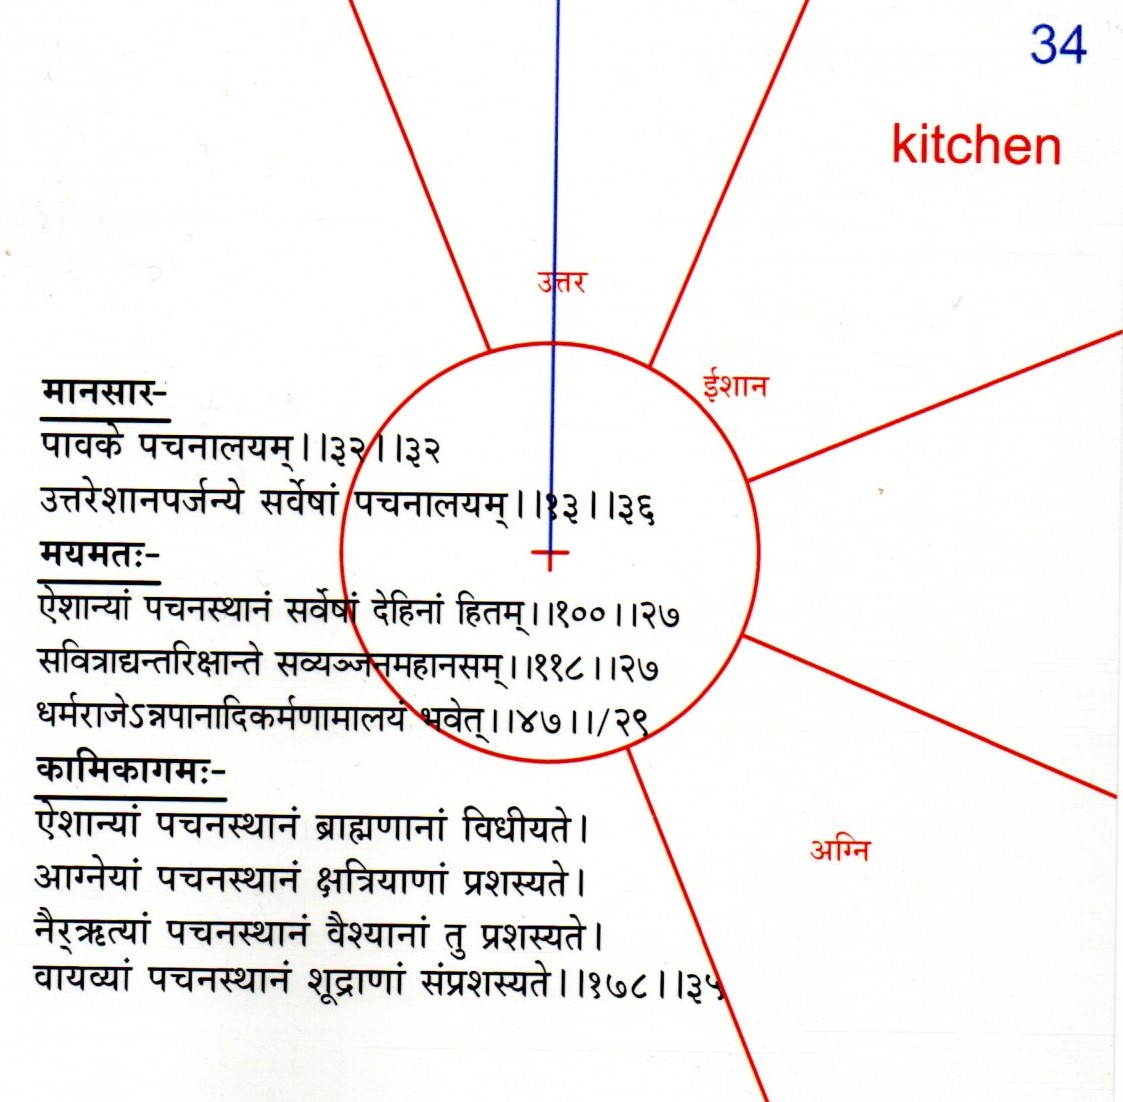 34
kitchen
उत्तर
ईशान
मानसार-
पावके पचनालयम्।।३२।।३२
उत्तरेशानपर्जन्ये सर्वेषां पचनालयम्।।१३।।३६
मयमतः-
ऐशान्यां पचनस्थानं सर्वेषां देहिनां हितम्।।१००।।२७
सवित्राद्यन्तरिक्षान्ते सव्यञ्जनमहानसम्।।११८।।२७
धर्मराजेऽन्नपानादिकर्मणामालयं भवेत्।।४७।।/२९
कामिकागमः-
ऐशान्यां पचनस्थानं ब्राह्मणानां विधीयते।
अग्नि
आग्नेयां पचनस्थानं क्षत्रियाणां प्रशस्यते।
नैर्ऋत्यां पचनस्थानं वैश्यानां तु प्रशस्यते।
वायव्यां पचनस्थानं शूद्राणां संप्रशस्यते।।१७८।।३५